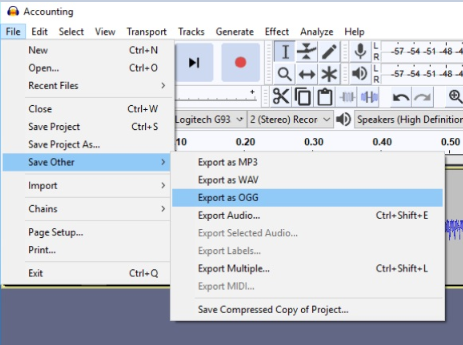 Accounting
File Edit Select View Transport Tracks Generate Effect Analyze Help
New Ctrl+N
Open... Ctrl+O
Recent Files
Close Ctrl+W
Save Project Ctrl+S
Save Project As...
Save Other
Import
Chains
Page Setup...
Print...
Exit Ctrl+Q
Export as MP3
Export as WAV
Export as OGG
Export Audio... Ctrl+Shift+E
Export Selected Audio...
Export Labels...
Export Multiple... Ctrl+Shift+L
Export MIDI...
Save Compressed Copy of Project...
L R -57 -54 -51 -48 -4
L R -57 -54 -51 -48 -4
Logitech G93 2 (Stereo) Recor Speakers (High Definitior
10 0.20 0.30 0.40 0.50